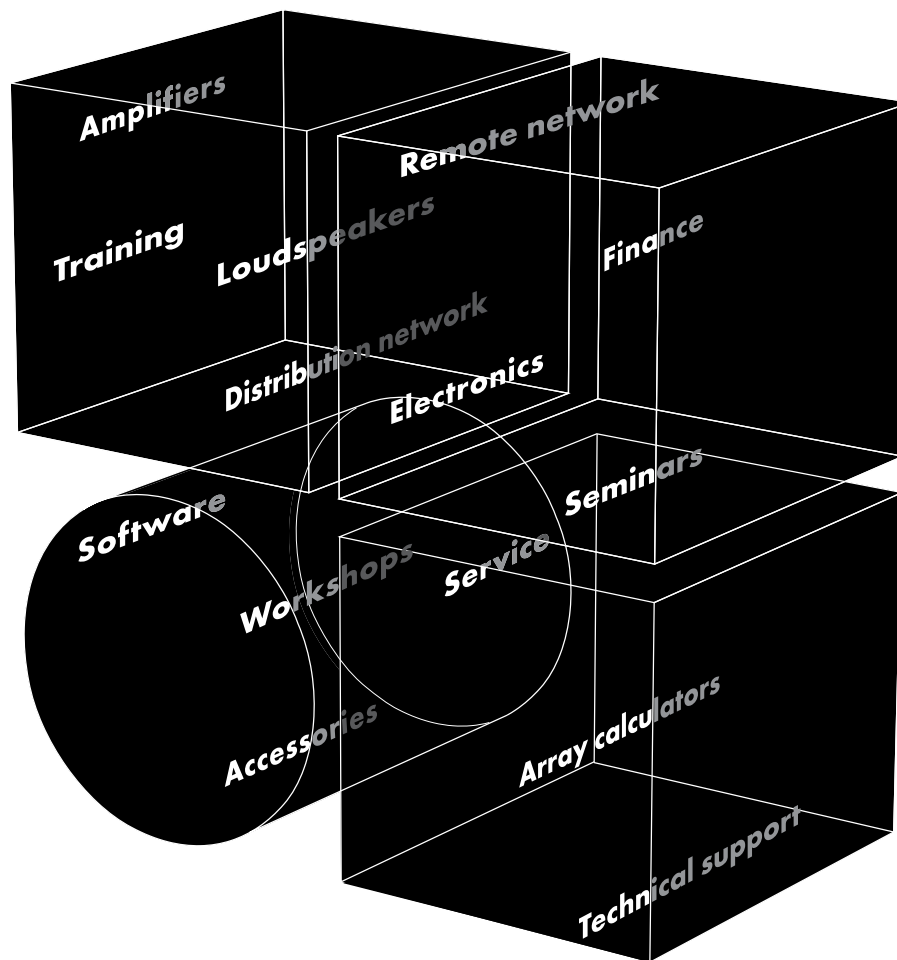 Amplifiers
Remote network
Training
Loudspeakers
Finance
Distribution network
Electronics
Software
Seminars
Workshops
Service
Accessories
Array calculators
Technical support